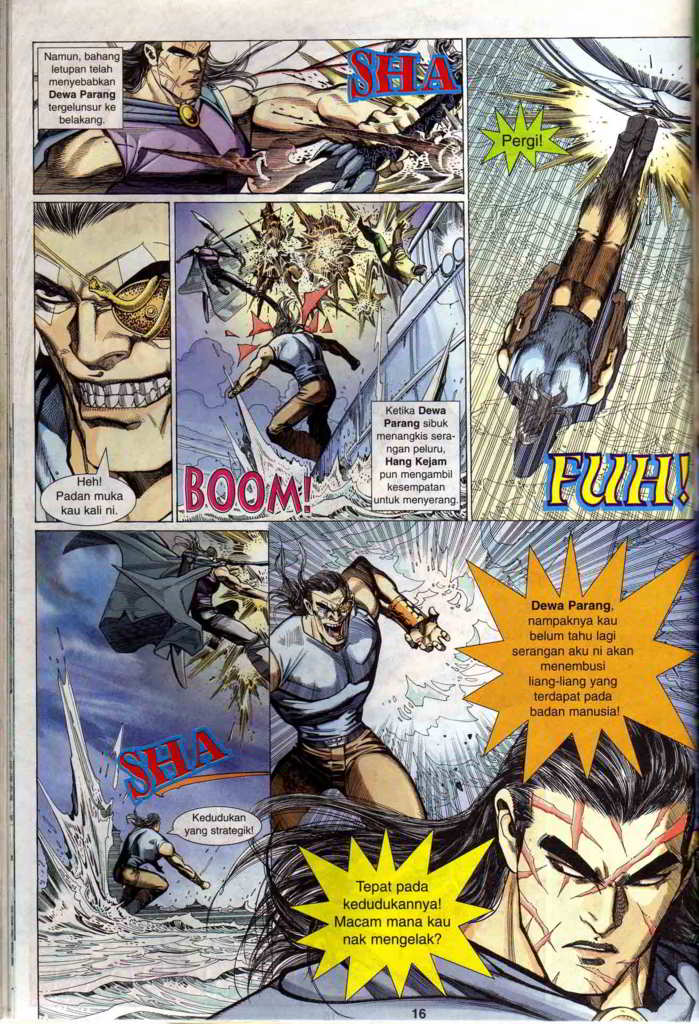 Namun, bahang
letupan telah
menyebabkan
Dewa Parang
tergelunsur ke
belakang.
SHA
Pergi!
FUH!
Heh!
Padan muka
kau kali ni.
BOOM!
Ketika Dewa
Parang sibuk
menangkis sera-
ngan peluru,
Hang Kejam
pun mengambil
kesempatan
untuk menyerang.
SHA
Kedudukan
yang strategik!
Dewa Parang,
nampaknya kau
belum tahu lagi
serangan aku ni akan
menembusi
liang-liang yang
terdapat pada
badan manusia!
Tepat pada
kedudukannya!
Macam mana kau
nak mengelak?
16